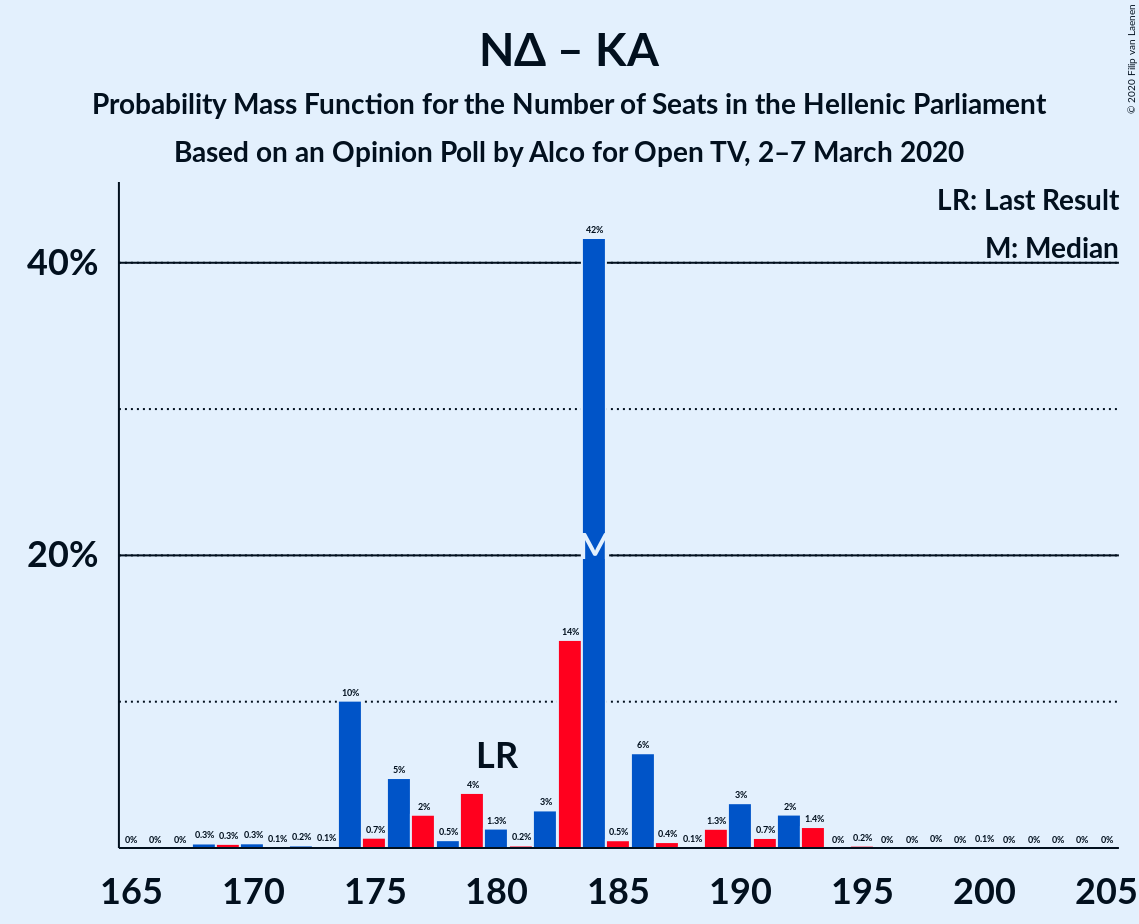 © 2020 Filip van Laenen
ΝΔ – ΚΑ
Probability Mass Function for the Number of Seats in the Hellenic Parliament
Based on an Opinion Poll by Alco for Open TV, 2–7 March 2020
LR: Last Result
M: Median
40%
20%
0% 0% 0% 0.3% 0.3% 0.3% 0.1% 0.2% 0.1% 10% 0.7% 5% 2% 0.5% 4% 1.3% 0.2% 3% 14% 42% 0.5% 6% 0.4% 0.1% 1.3% 3% 0.7% 2% 1.4% 0% 0.2% 0% 0% 0% 0% 0.1% 0% 0% 0% 0% 0%
LR
M
165 170 175 180 185 190 195 200 205